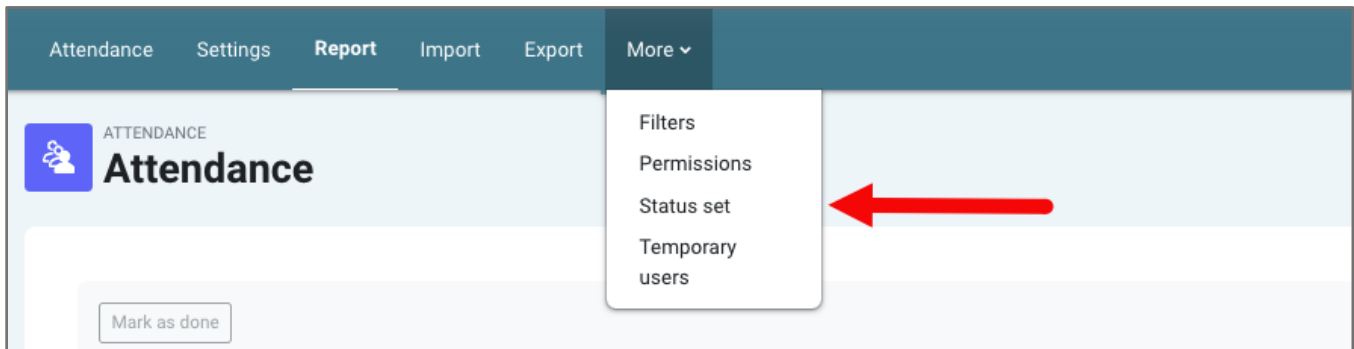 Attendance Settings Report Import Export More
Filters
Permissions
Status set
Temporary
users
ATTENDANCE
Attendance
Mark as done